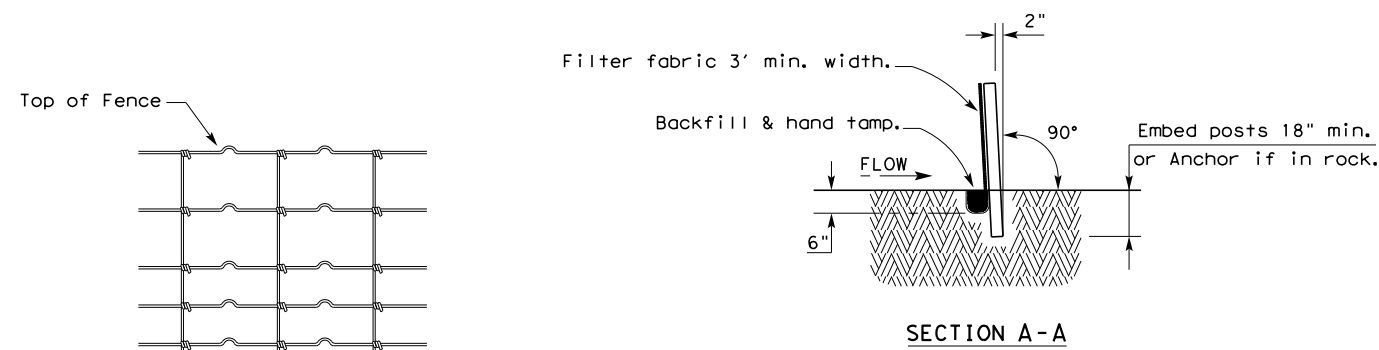 Top of Fence
2"
Filter fabric 3' min. width.
Backfill & hand tamp.
90°
Embed posts 18" min.
or Anchor if in rock.
FLOW
6"
SECTION A-A